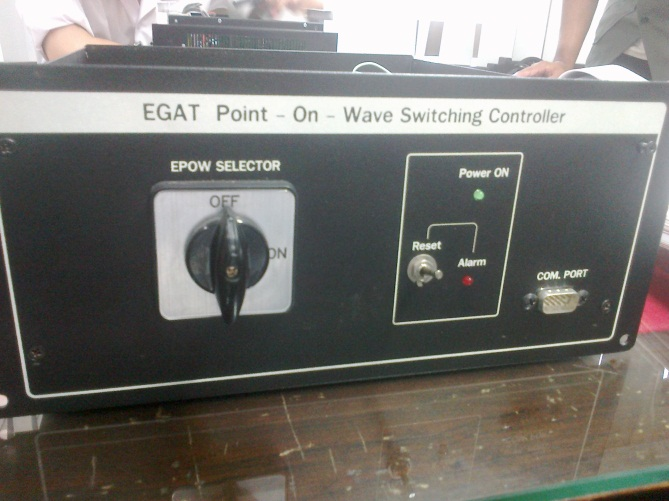 EGAT Point - On - Wave Switching Controller
EPOW SELECTOR
OFF
ON
Power ON
Reset
Alarm
COM. PORT